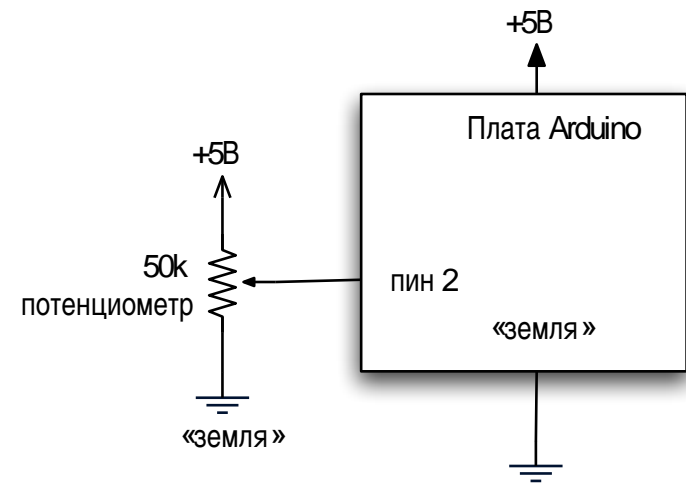 +5В
Плата Arduino
+5В
50k
потенциометр
пин 2
«земля»
«земля»